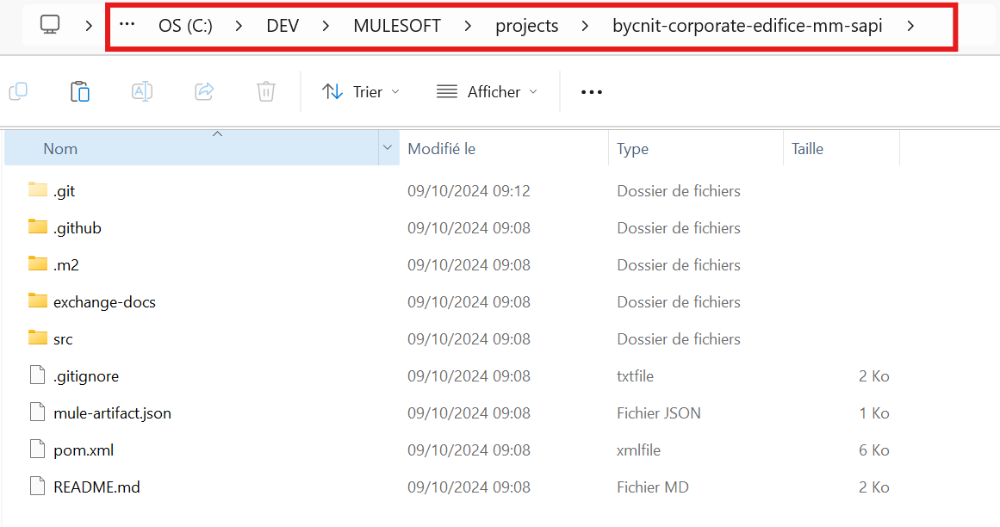 ... OS (C:) > DEV > MULESOFT > projects > bycnit-corporate-edifice-mm-sapi >
Trier Afficher ...
Nom Modifié le Type Taille
.git 09/10/2024 09:12 Dossier de fichiers
.github 09/10/2024 09:08 Dossier de fichiers
.m2 09/10/2024 09:08 Dossier de fichiers
exchange-docs 09/10/2024 09:08 Dossier de fichiers
src 09/10/2024 09:08 Dossier de fichiers
.gitignore 09/10/2024 09:08 txtfile 2 Ko
mule-artifact.json 09/10/2024 09:08 Fichier JSON 1 Ko
pom.xml 09/10/2024 09:08 xmlfile 6 Ko
README.md 09/10/2024 09:08 Fichier MD 2 Ko